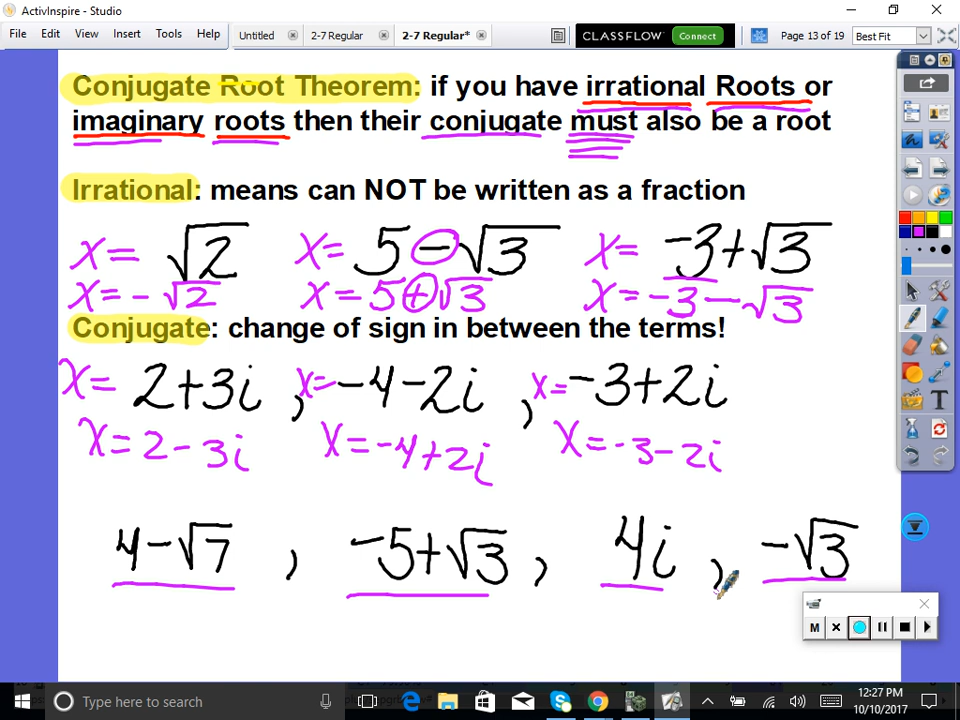 ActivInspire - Studio
File Edit View Insert Tools Help Untitled 2-7 Regular 2-7 Regular* CLASSFLOW Connect Page 13 of 19 Best Fit
Conjugate Root Theorem: if you have irrational Roots or
imaginary roots then their conjugate must also be a root
Irrational: means can NOT be written as a fraction
x= √2 x= 5-√3 x= -3+√3
x=-√2 x=5+√3 x=-3-√3
Conjugate: change of sign in between the terms!
x= 2+3i , x= -4-2i , x= -3+2i
x=2-3i x=-4+2i x=-3-2i
4-√7 , -5+√3 , 4i , -√3
M
Type here to search
12:27 PM
10/10/2017